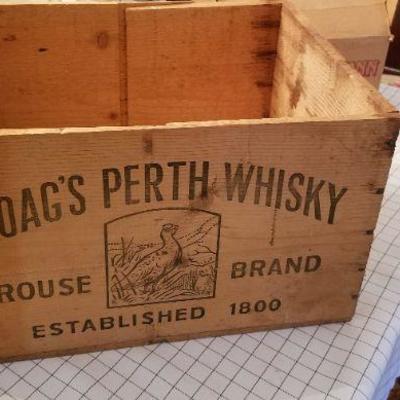 OAG'S PERTH WHISKY
ROUSE BRAND
ESTABLISHED 1800